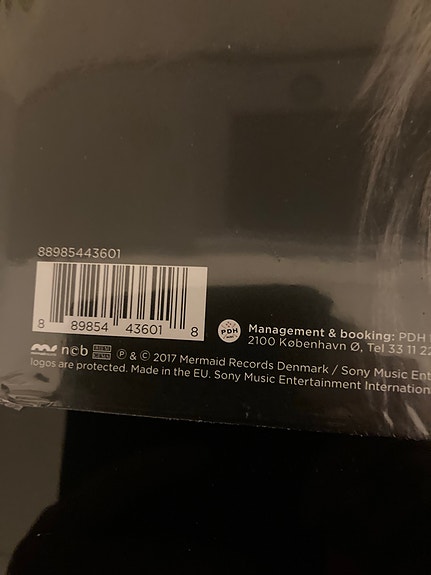 88985443601
8 89854 43601 8
PDH
Management & booking: PDH
2100 København Ø, Tel 33 11 22
ncb ℗ & © 2017 Mermaid Records Denmark / Sony Music Ent
logos are protected. Made in the EU. Sony Music Entertainment Internation